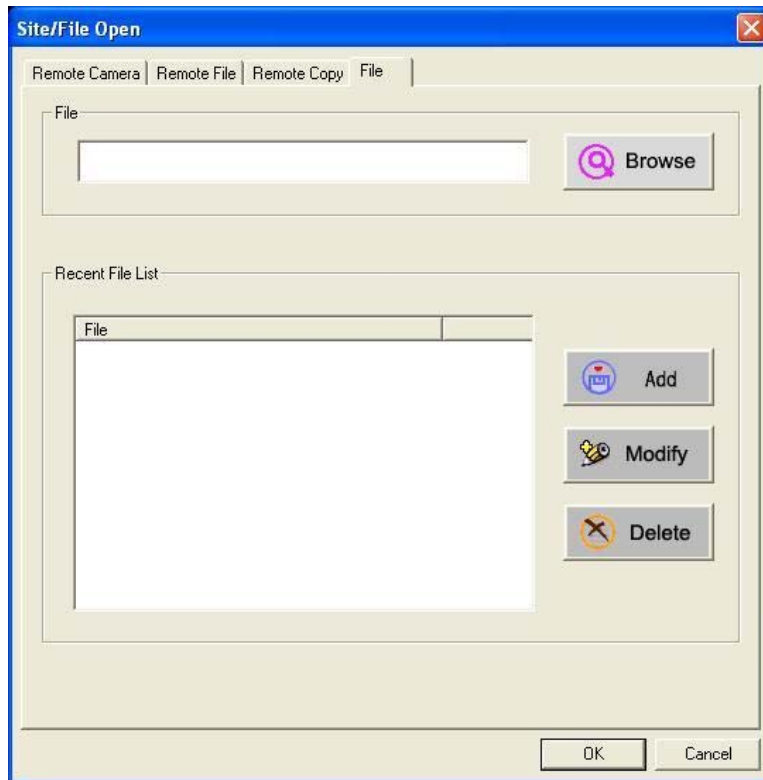 Site/File Open
Remote Camera Remote File Remote Copy File
File
Browse
Recent File List
File
Add
Modify
Delete
OK Cancel